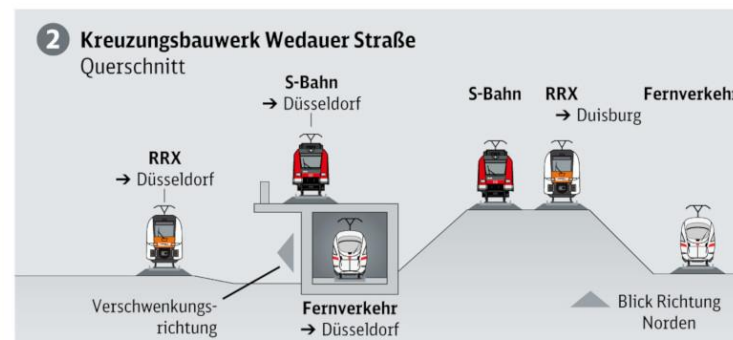 2 Kreuzungsbauwerk Wedauer Straße
Querschnitt
S-Bahn
➔ Düsseldorf
S-Bahn RRX Fernverkehr
➔ Duisburg
RRX
➔ Düsseldorf
Verschwenkungs-
richtung
Fernverkehr
➔ Düsseldorf
Blick Richtung
Norden